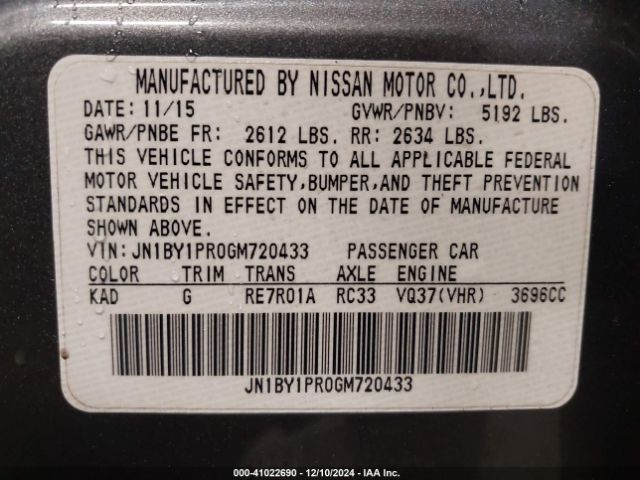 MANUFACTURED BY NISSAN MOTOR CO.,LTD.
DATE: 11/15 GVWR/PNBV: 5192 LBS.
GAWR/PNBE FR: 2612 LBS. RR: 2634 LBS.
THIS VEHICLE CONFORMS TO ALL APPLICABLE FEDERAL
MOTOR VEHICLE SAFETY,BUMPER,AND THEFT PREVENTION
STANDARDS IN EFFECT ON THE DATE OF MANUFACTURE
SHOWN ABOVE.
VIN:JN1BY1PR0GM720433 PASSENGER CAR
COLOR TRIM TRANS AXLE ENGINE
KAD G RE7R01A RC33 VQ37(VHR) 3696CC
JN1BY1PR0GM720433
000-41022690 - 12/10/2024 - IAA Inc.